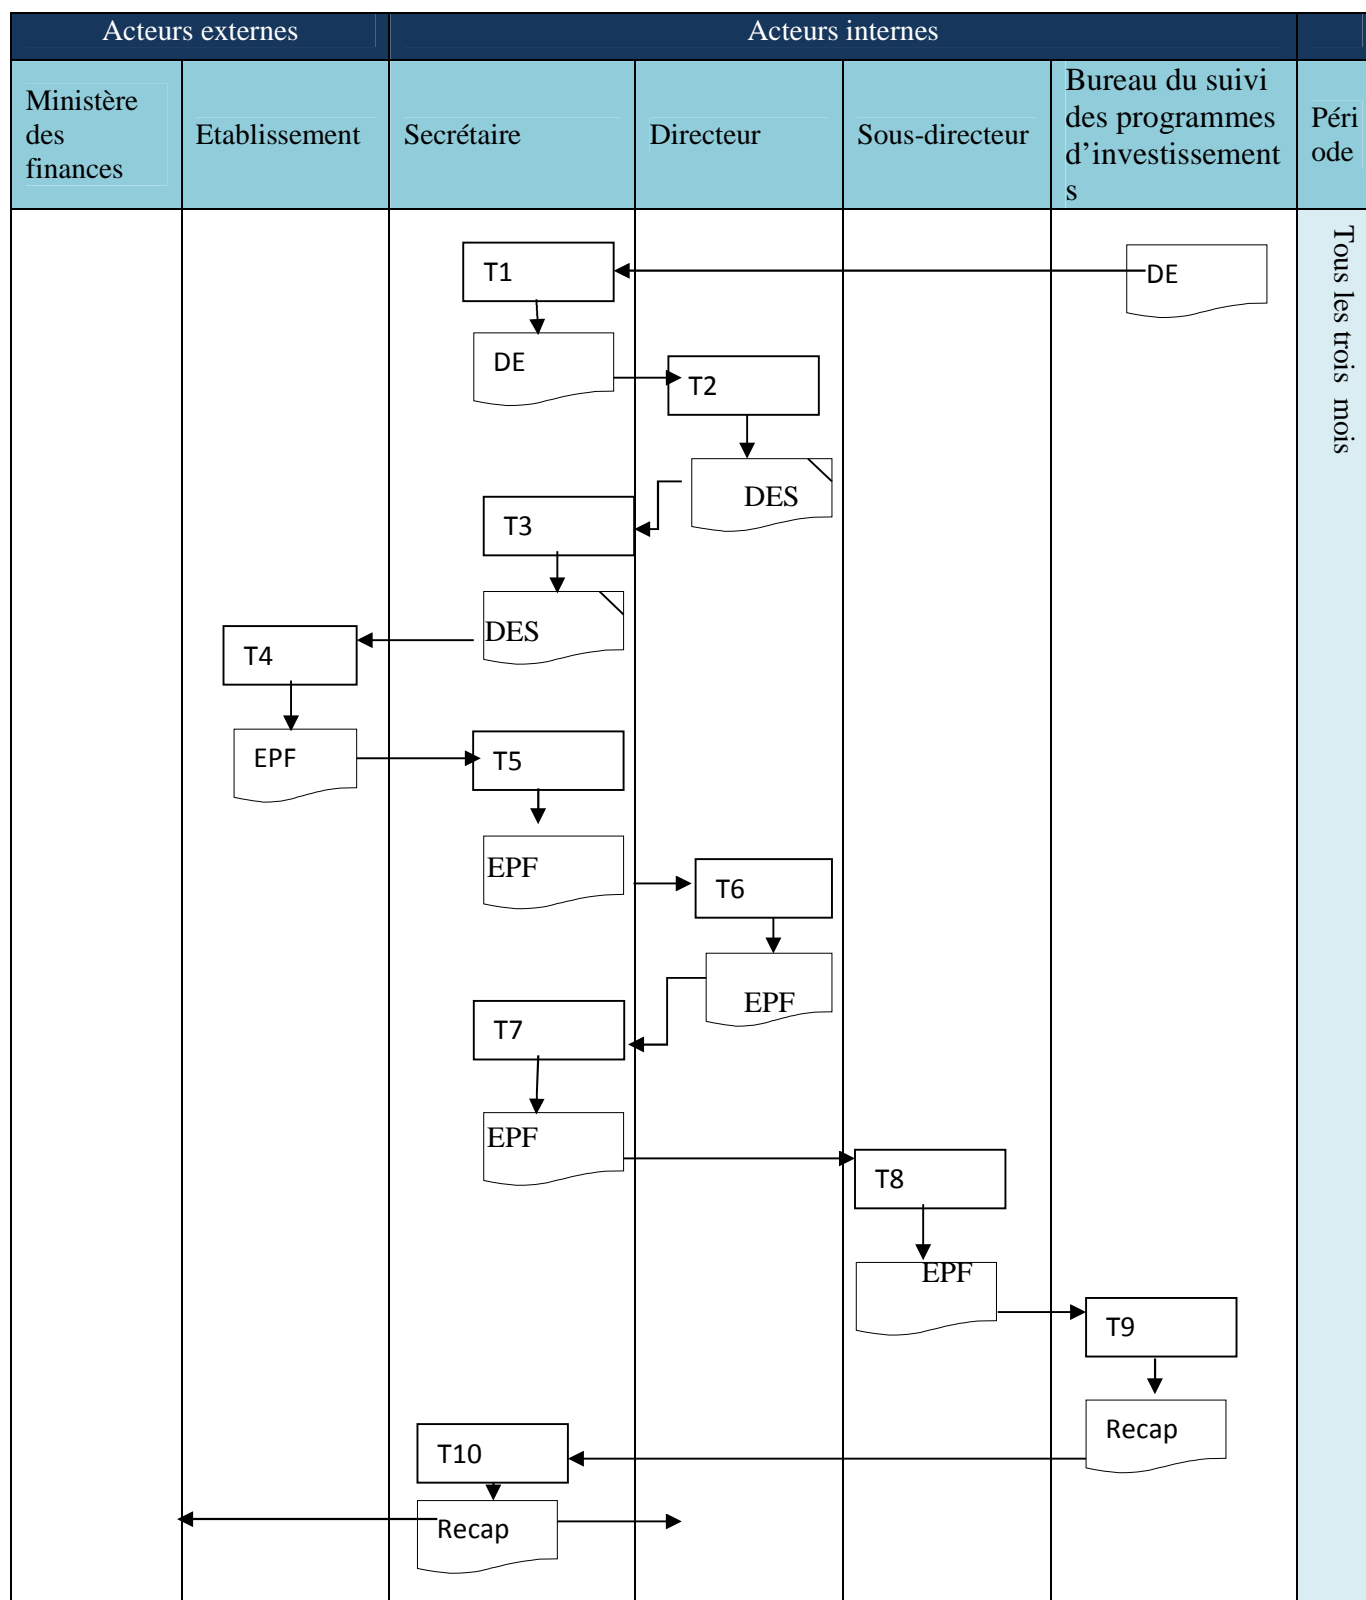 Acteurs externes
Acteurs internes
Ministère
des
finances
Etablissement
Secrétaire
Directeur
Sous-directeur
Bureau du suivi
des programmes
d’investissement
s
Péri
ode
Tous les trois mois
T1
DE
DE
T2
DES
T3
DES
T4
EPF
T5
EPF
T6
EPF
T7
EPF
T8
EPF
T9
Recap
T10
Recap